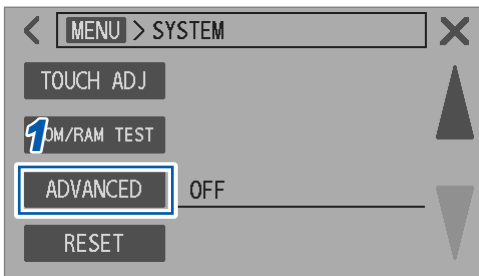 < MENU > SYSTEM
TOUCH ADJ
1
OM/RAM TEST
ADVANCED OFF
RESET